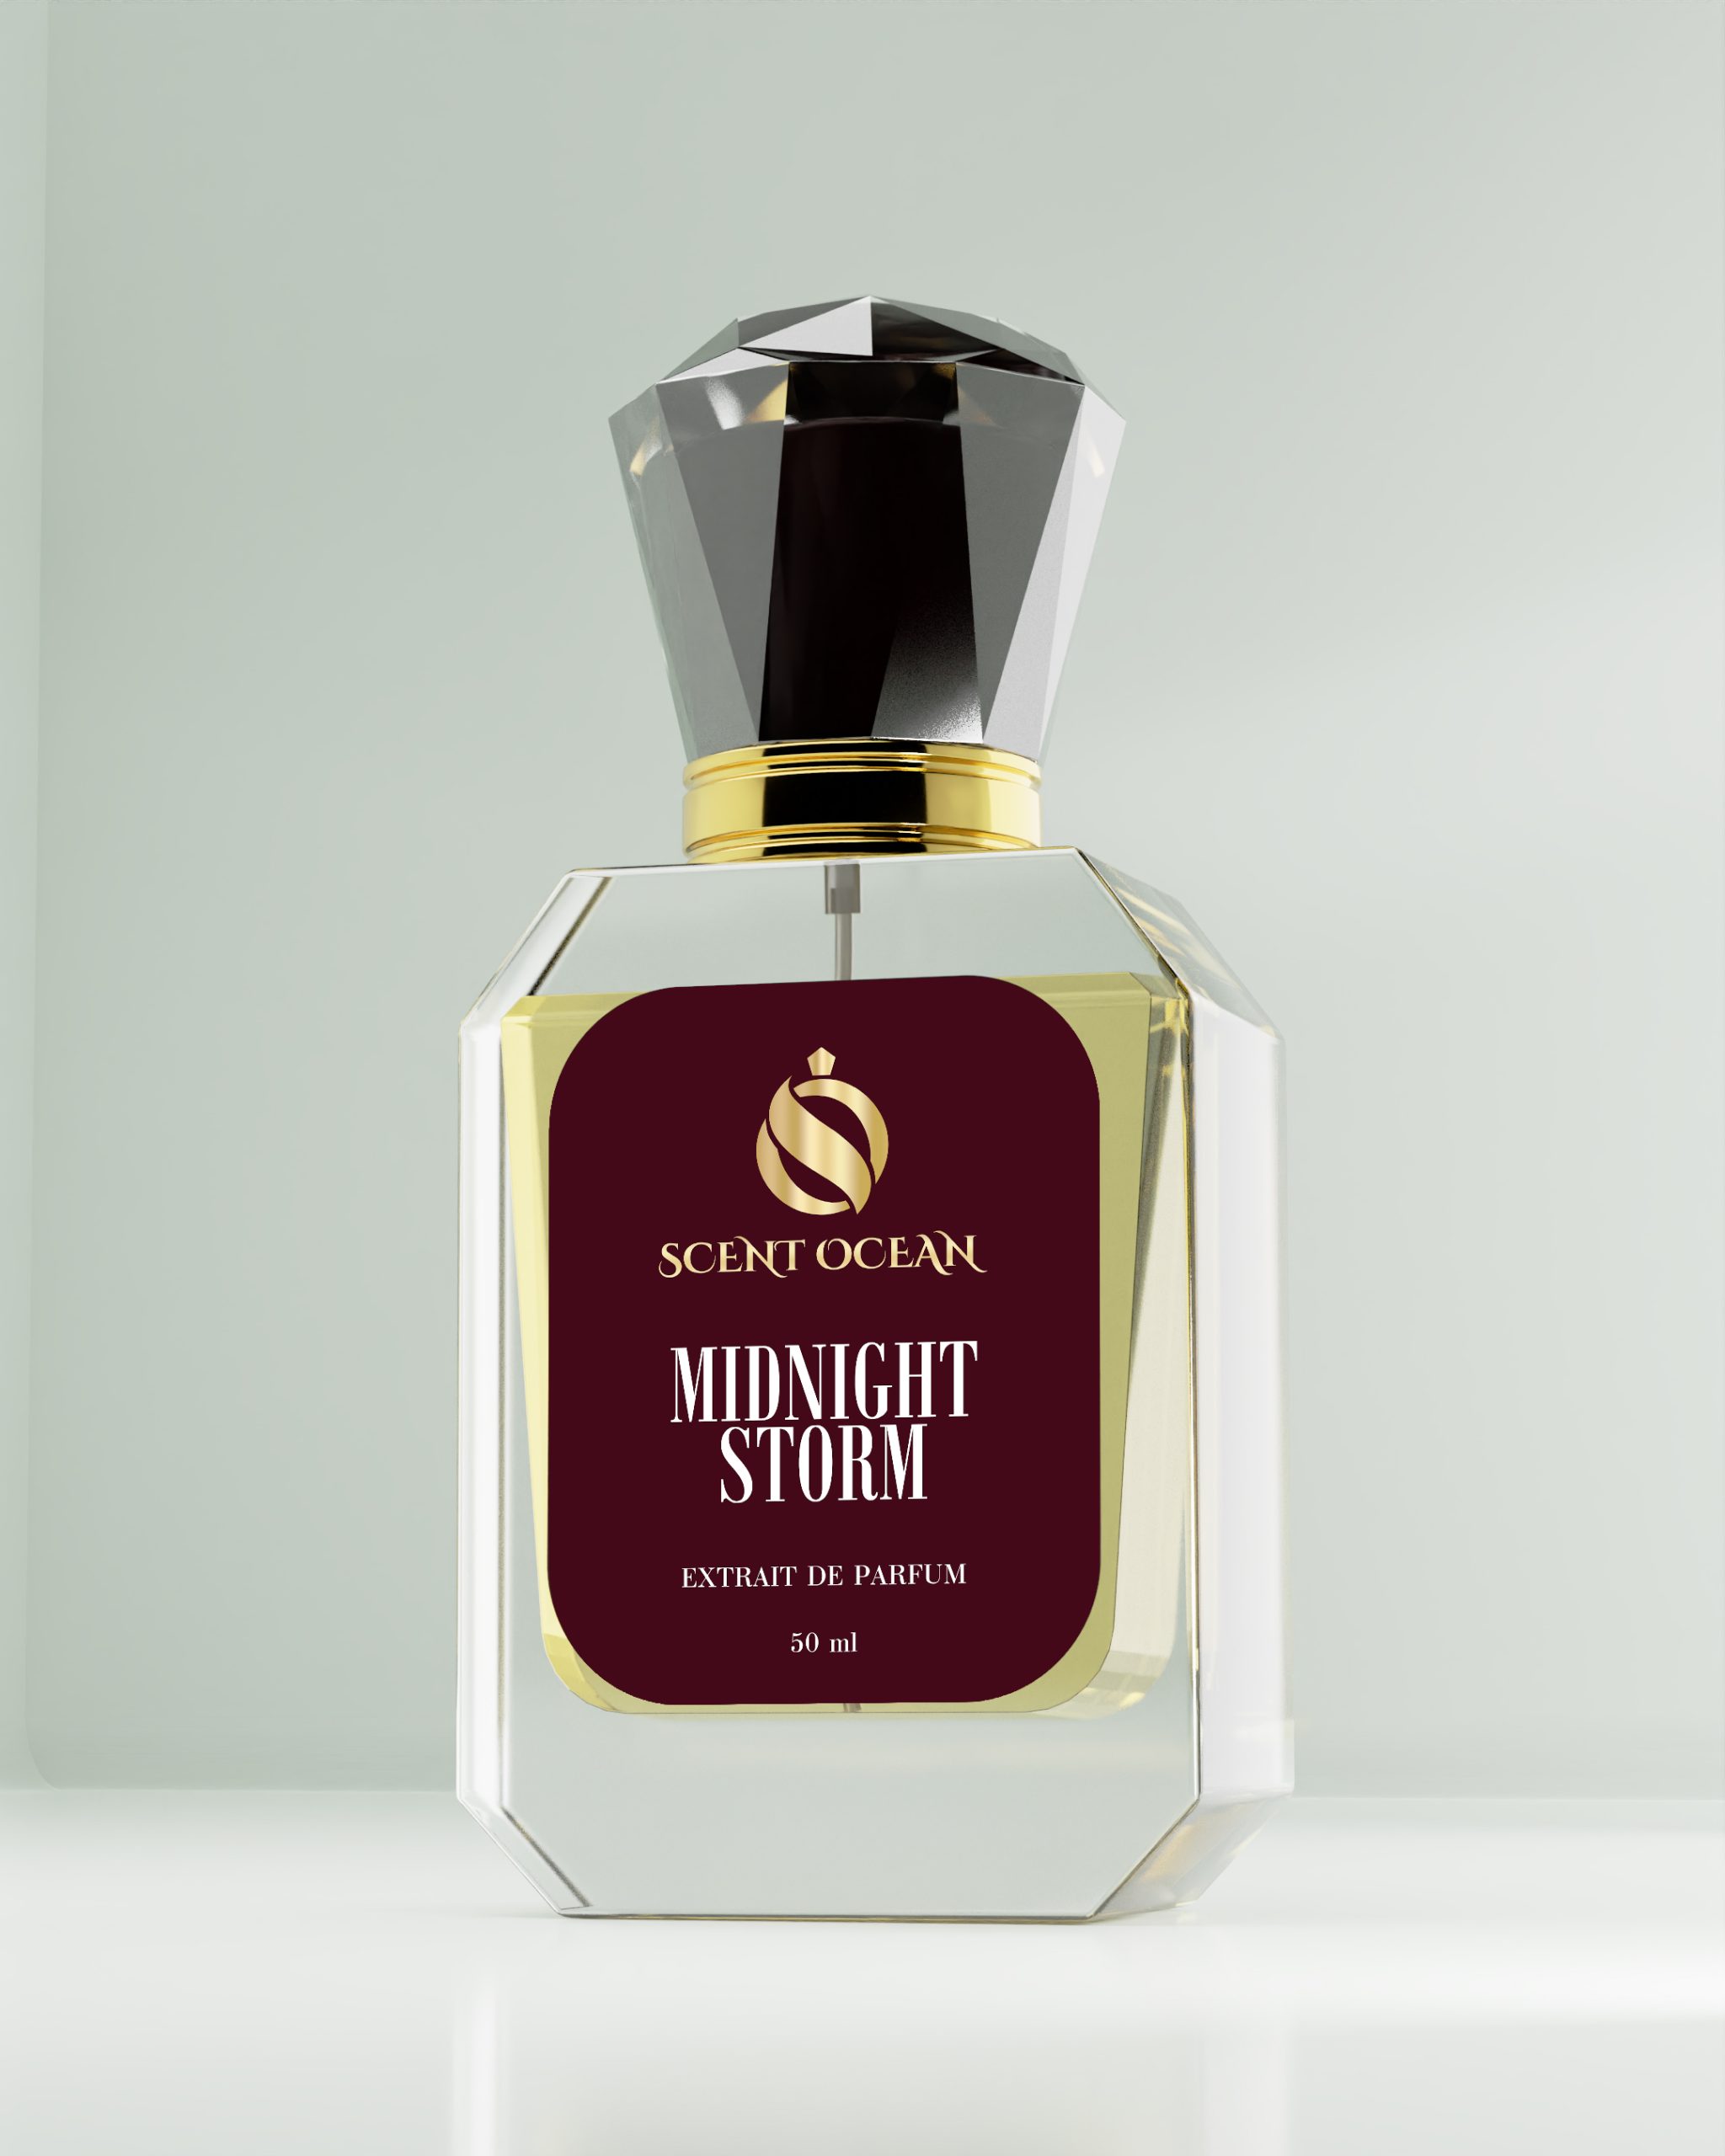 SCENT OCEAN
MIDNIGHT
STORM
EXTRAIT DE PARFUM
50 ml